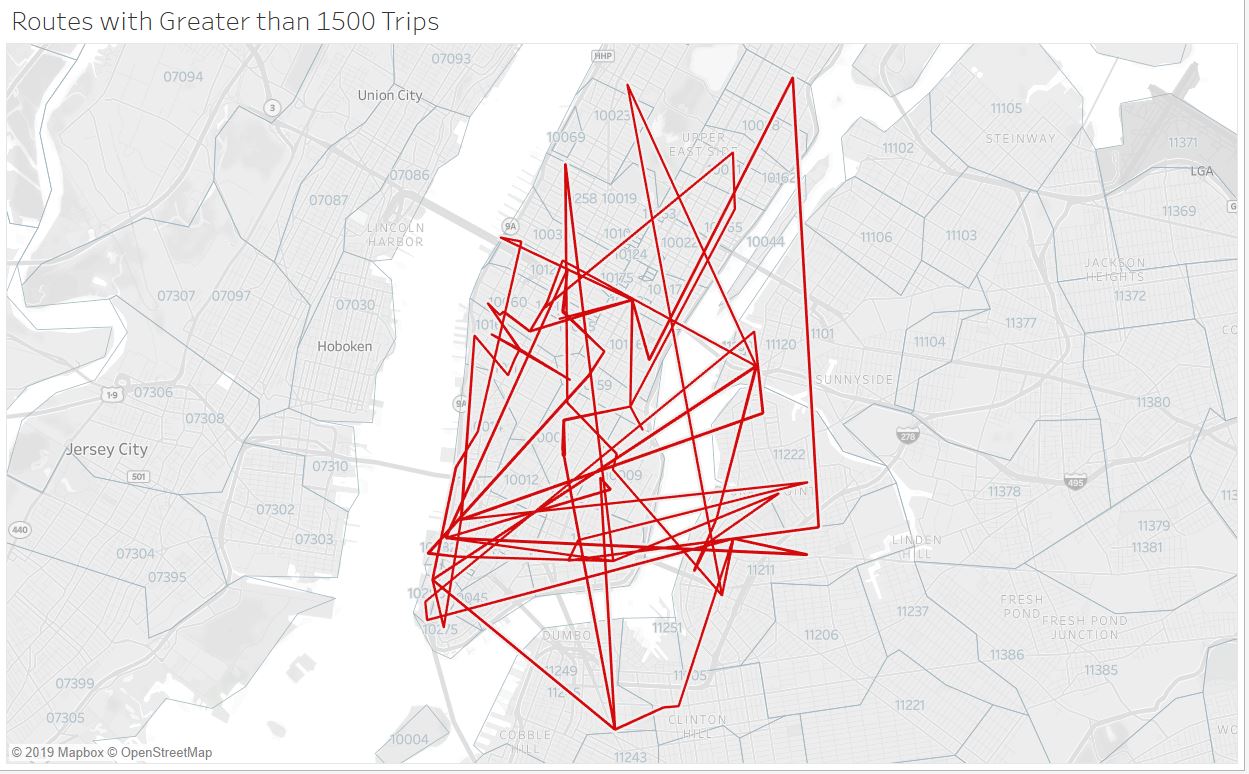 Routes with Greater than 1500 Trips
HHP
07093
07094
Union City
3
10023
11105
10069
UPPER
EAST SIDE
STEINWAY
11371
11102
LGA
07086
10162
07087
258 10019
11369
LINCOLN
HARBOR
9A
10022
10044
11106
11103
10124
JACKSON
HEIGHTS
07307
07097
10175
11372
07030
11377
1101
Hoboken
11120
11104
SUNNYSIDE
1-9
07306
11380
07308
278
Jersey City
11222
07310
501
10012
495
11378
07302
440
07303
11379
LINDEN
HILL
11381
07304
07395
11211
FRESH
POND
11237
FRESH POND
JUNCTION
10275
DUMBO
11251
11206
11386
11385
11249
07399
11221
07305
CLINTON
HILL
COBBLE
HILL
10004
11243
© 2019 Mapbox © OpenStreetMap